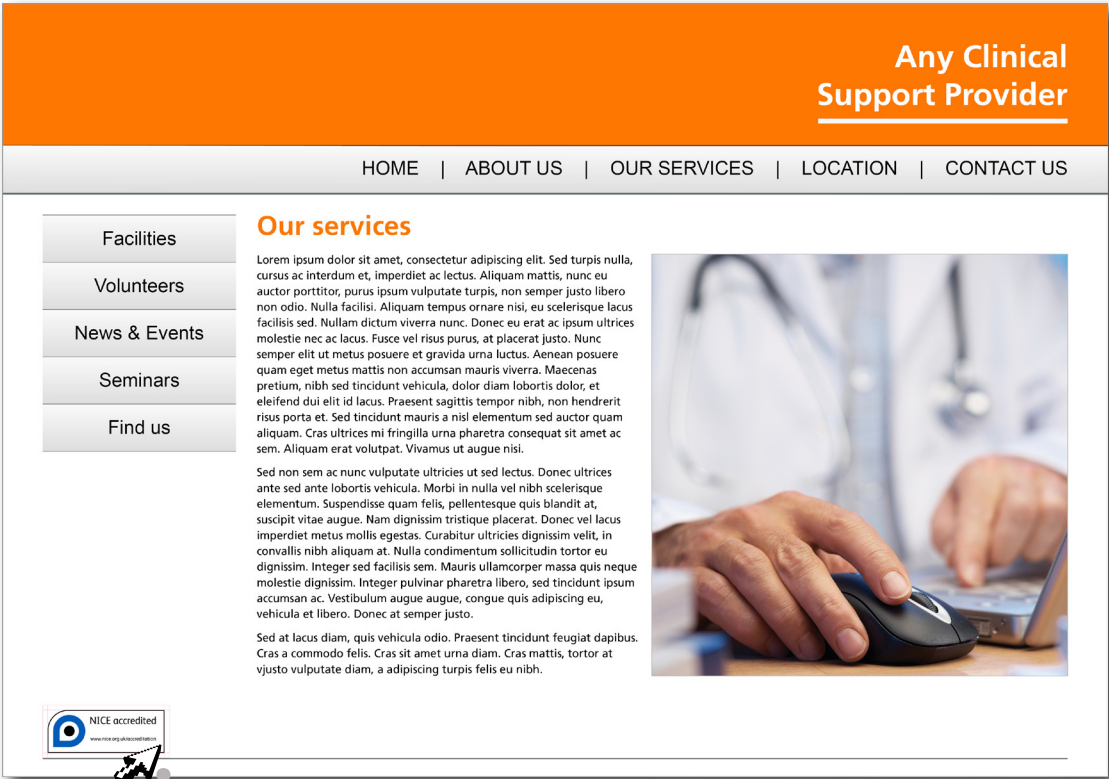 Any Clinical
Support Provider
HOME | ABOUT US | OUR SERVICES | LOCATION | CONTACT US
Facilities
Volunteers
News & Events
Seminars
Find us
Our services
Lorem ipsum dolor sit amet, consectetur adipiscing elit. Sed turpis nulla,
cursus ac interdum et, imperdiet ac lectus. Aliquam mattis, nunc eu
auctor porttitor, purus ipsum vulputate turpis, non semper justo libero
non odio. Nulla facilisi. Aliquam tempus ornare nisi, eu scelerisque lacus
facilisis sed. Nullam dictum viverra nunc. Donec eu erat ac ipsum ultrices
molestie nec ac lacus. Fusce vel risus purus, at placerat justo. Nunc
semper elit ut metus posuere et gravida urna luctus. Aenean posuere
quam eget metus mattis non accumsan mauris viverra. Maecenas
pretium, nibh sed tincidunt vehicula, dolor diam lobortis dolor, et
eleifend dui elit id lacus. Praesent sagittis tempor nibh, non hendrerit
risus porta et. Sed tincidunt mauris a nisl elementum sed auctor quam
aliquam. Cras ultrices mi fringilla urna pharetra consequat sit amet ac
sem. Aliquam erat volutpat. Vivamus ut augue nisi.
Sed non sem ac nunc vulputate ultricies ut sed lectus. Donec ultrices
ante sed ante lobortis vehicula. Morbi in nulla vel nibh scelerisque
elementum. Suspendisse quam felis, pellentesque quis blandit at,
suscipit vitae augue. Nam dignissim tristique placerat. Donec vel lacus
imperdiet metus mollis egestas. Curabitur ultricies dignissim velit, in
convallis nibh aliquam at. Nulla condimentum sollicitudin tortor eu
dignissim. Integer sed facilisis sem. Mauris ullamcorper massa quis neque
molestie dignissim. Integer pulvinar pharetra libero, sed tincidunt ipsum
accumsan ac. Vestibulum augue augue, congue quis adipiscing eu,
vehicula et libero. Donec at semper justo.
Sed at lacus diam, quis vehicula odio. Praesent tincidunt feugiat dapibus.
Cras a commodo felis. Cras sit amet urna diam. Cras mattis, tortor at
vjusto vulputate diam, a adipiscing turpis felis eu nibh.
NICE accredited
www.nice.org.uk/accreditation